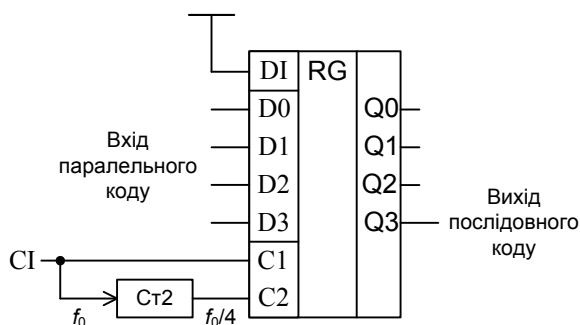 DI RG
D0 Q0
D1 Q1
D2 Q2
D3 Q3
Вхід
паралельного
коду
Вихід
послідовного
коду
CI C1
Ст2 C2
f₀ f₀/4